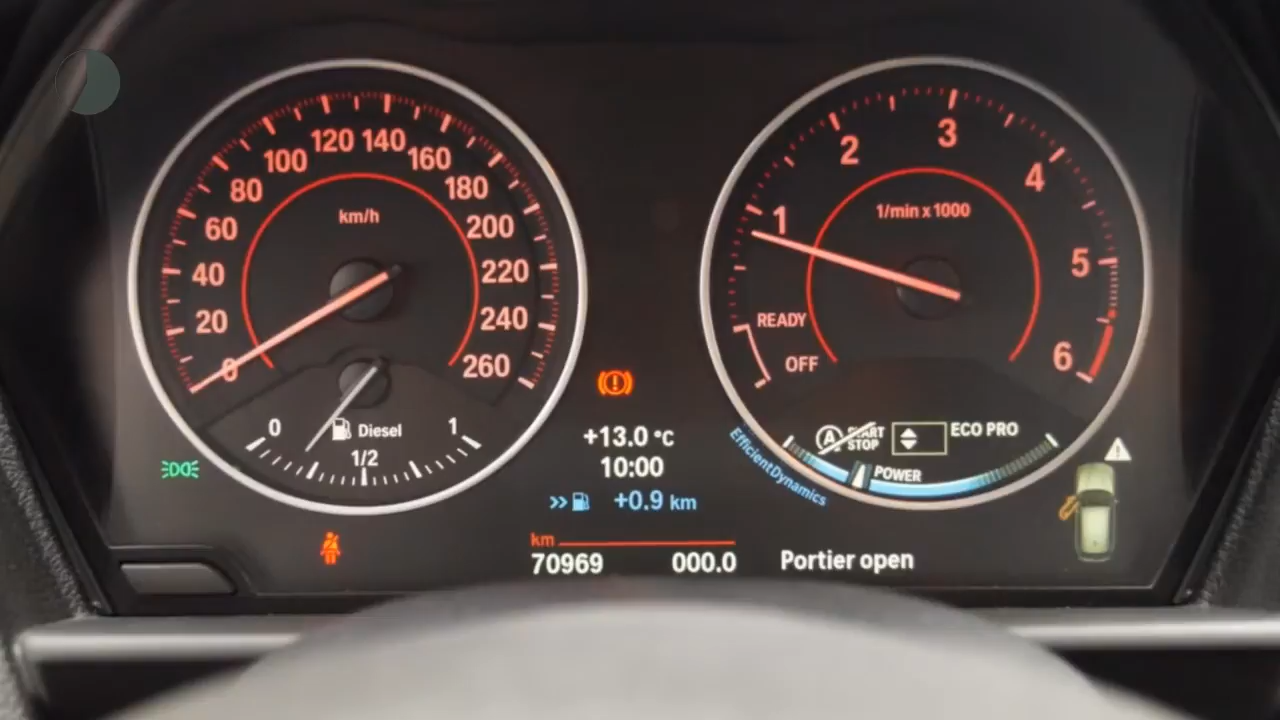 0
20
40
60
80
100
120
140
160
180
200
220
240
260
km/h
0
1/2
1
Diesel
+13.0 °C
10:00
>> +0.9 km
km
70969 000.0
1
2
3
4
5
6
1/min x 1000
READY
OFF
A START
STOP
ECO PRO
POWER
EfficientDynamics
Portier open